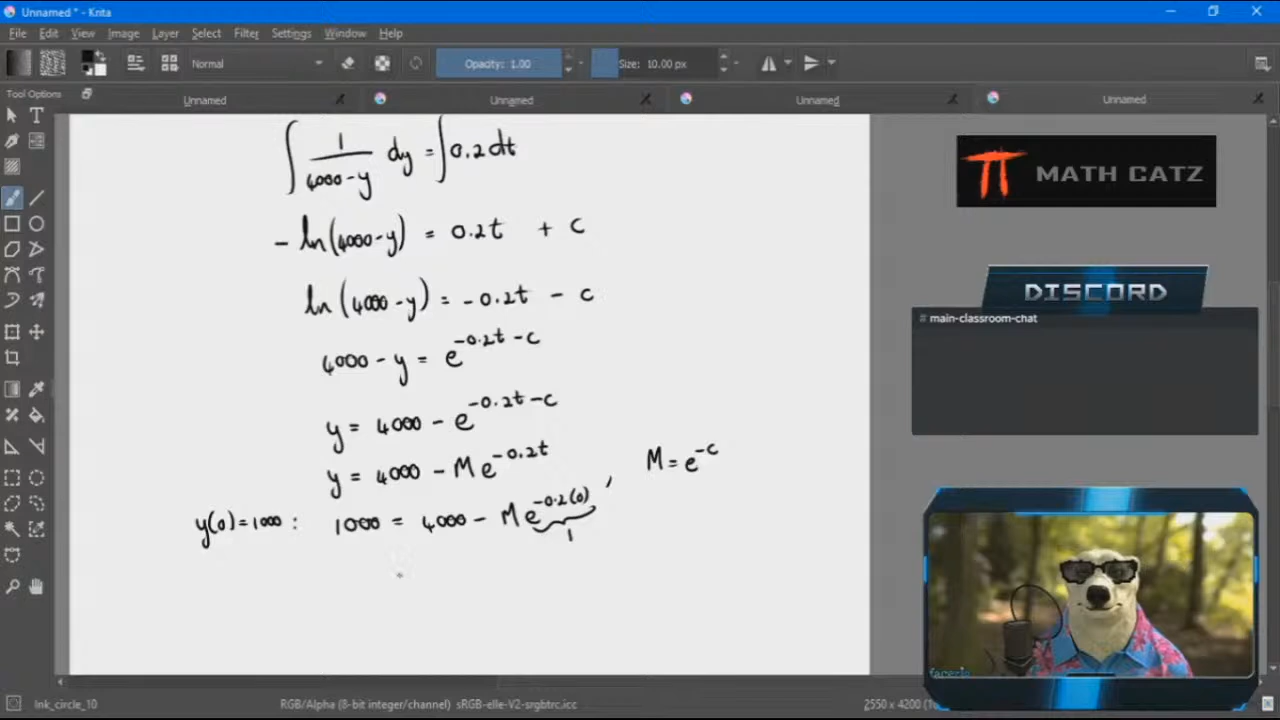 Unnamed * - Krita
File Edit View Image Layer Select Filter Settings Window Help
Normal Opacity: 1.00 Size: 10.00 px
Tool Options
Unnamed Unnamed Unnamed Unnamed
∫ 1/(4000-y) dy = ∫ 0.2 dt
- ln(4000-y) = 0.2t + c
ln(4000-y) = -0.2t - c
4000 - y = e^(-0.2t - c)
y = 4000 - e^(-0.2t - c)
y = 4000 - Me^(-0.2t) , M = e^(-c)
y(0)=1000 : 1000 = 4000 - Me^(-0.2(0))
1
MATH CATZ
DISCORD
# main-classroom-chat
facerig
Ink_circle_10
RGB/Alpha (8-bit integer/channel) sRGB-elle-V2-srgbtrc.icc